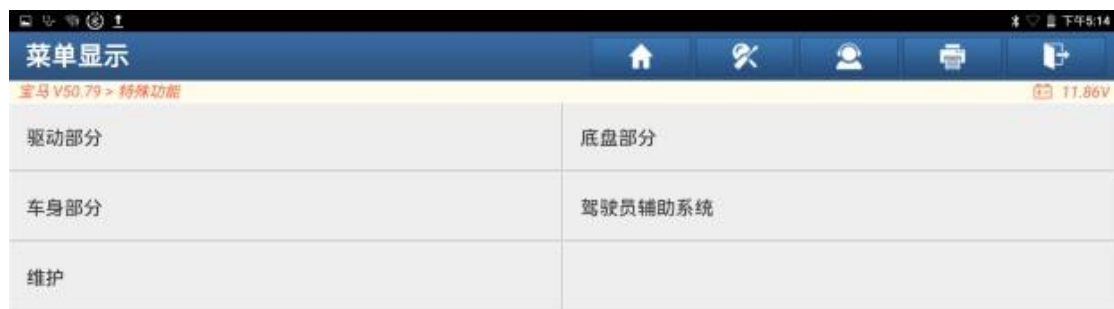 下午5:14
菜单显示
宝马 V50.79 > 特殊功能 11.86V
驱动部分 底盘部分
车身部分 驾驶员辅助系统
维护